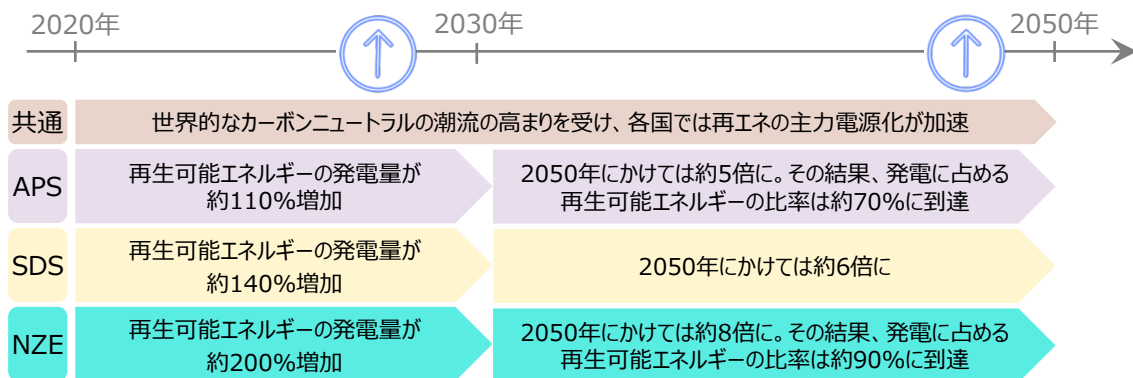 2020年
2030年
2050年
共通
世界的なカーボンニュートラルの潮流の高まりを受け、各国では再エネの主力電源化が加速
APS
再生可能エネルギーの発電量が
約110%増加
2050年にかけては約5倍に。その結果、発電に占める
再生可能エネルギーの比率は約70%に到達
SDS
再生可能エネルギーの発電量が
約140%増加
2050年にかけては約6倍に
NZE
再生可能エネルギーの発電量が
約200%増加
2050年にかけては約8倍に。その結果、発電に占める
再生可能エネルギーの比率は約90%に到達